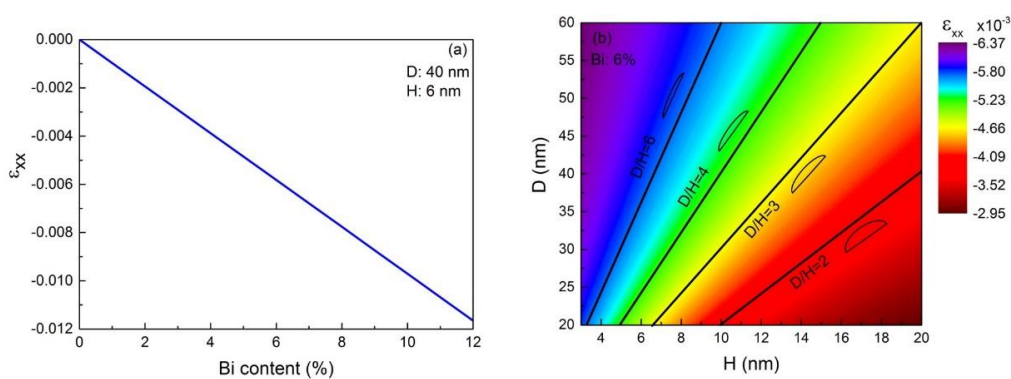 0.000
-0.002
-0.004
-0.006
-0.008
-0.010
-0.012
εxx
(a)
D: 40 nm
H: 6 nm
0 2 4 6 8 10 12
Bi content (%)
60
55
50
45
40
35
30
25
20
D (nm)
(b)
Bi: 6%
D/H=6
D/H=4
D/H=3
D/H=2
4 6 8 10 12 14 16 18 20
H (nm)
εxx x10-3
-6.37
-5.80
-5.23
-4.66
-4.09
-3.52
-2.95